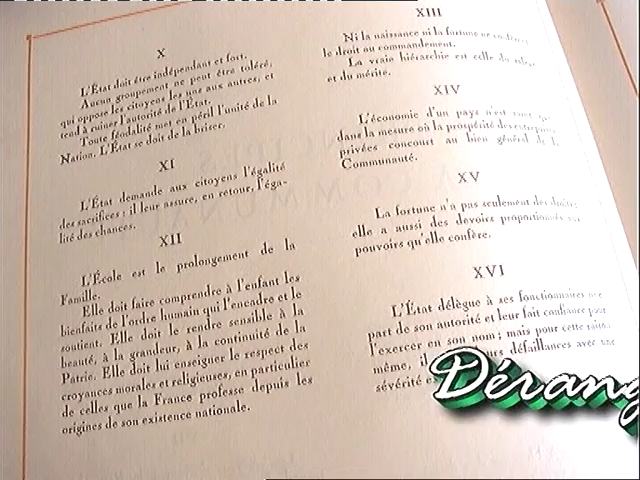 X
L'État doit être indépendant et fort.
Aucun groupement ne peut être toléré,
qui oppose les citoyens les uns aux autres, et
tend à ruiner l'autorité de l'État.
Toute féodalité met en péril l'unité de la
Nation. L'État se doit de la briser.
XI
L'État demande aux citoyens l'égalité
des sacrifices : il leur assure, en retour, l'éga-
lité des chances.
XII
L'École est le prolongement de la
Famille.
Elle doit faire comprendre à l'enfant les
bienfaits de l'ordre humain qui l'encadre et le
soutient. Elle doit le rendre sensible à la
beauté, à la grandeur, à la continuité de la
Patrie. Elle doit lui enseigner le respect des
croyances morales et religieuses, en particulier
de celles que la France professe depuis les
origines de son existence nationale.
XIII
Ni la naissance ni la fortune ne
le droit au commandement.
La vraie hiérarchie est celle du
et du mérite.
XIV
L'économie d'un pays n'est
dans la mesure où la prospérité des entreprises
privées concourt au bien général de la
Communauté.
XV
La fortune n'a pas seulement des droits,
elle a aussi des devoirs proportionnés aux
pouvoirs qu'elle confère.
XVI
L'État délègue à ses fonctionnaires une
part de son autorité et leur fait confiance pour
l'exercer en son nom ; mais pour cette raison
même, il défaillances avec une
sévérité
Dérang